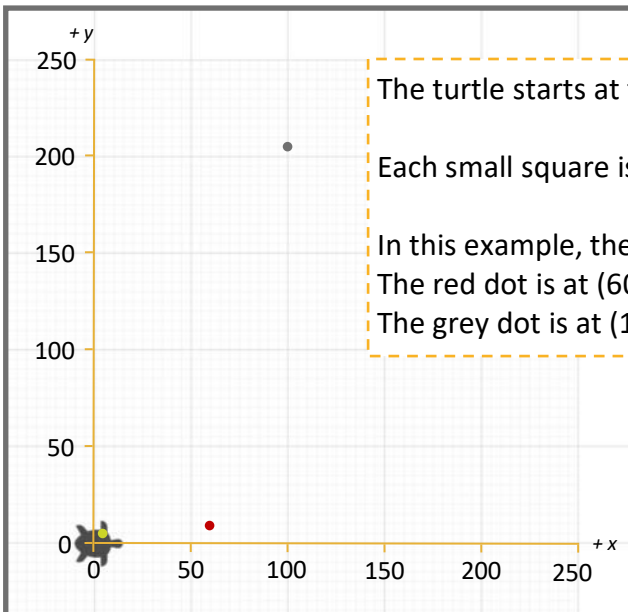 + y
250
The turtle starts at
200
Each small square is
150
In this example, the
The red dot is at (60
The grey dot is at (1
100
50
0
+ x
0 50 100 150 200 250